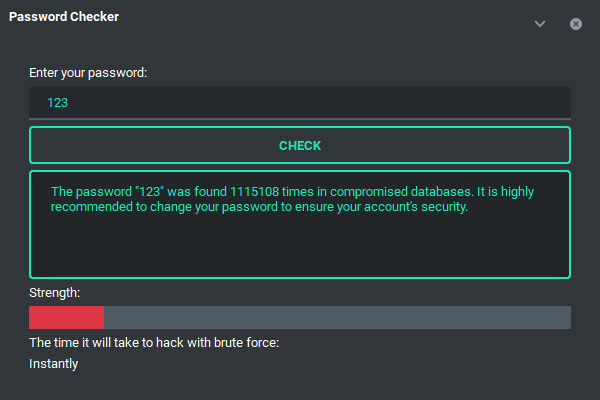 Password Checker
Enter your password:
123
CHECK
The password "123" was found 1115108 times in compromised databases. It is highly
recommended to change your password to ensure your account's security.
Strength:
The time it will take to hack with brute force:
Instantly